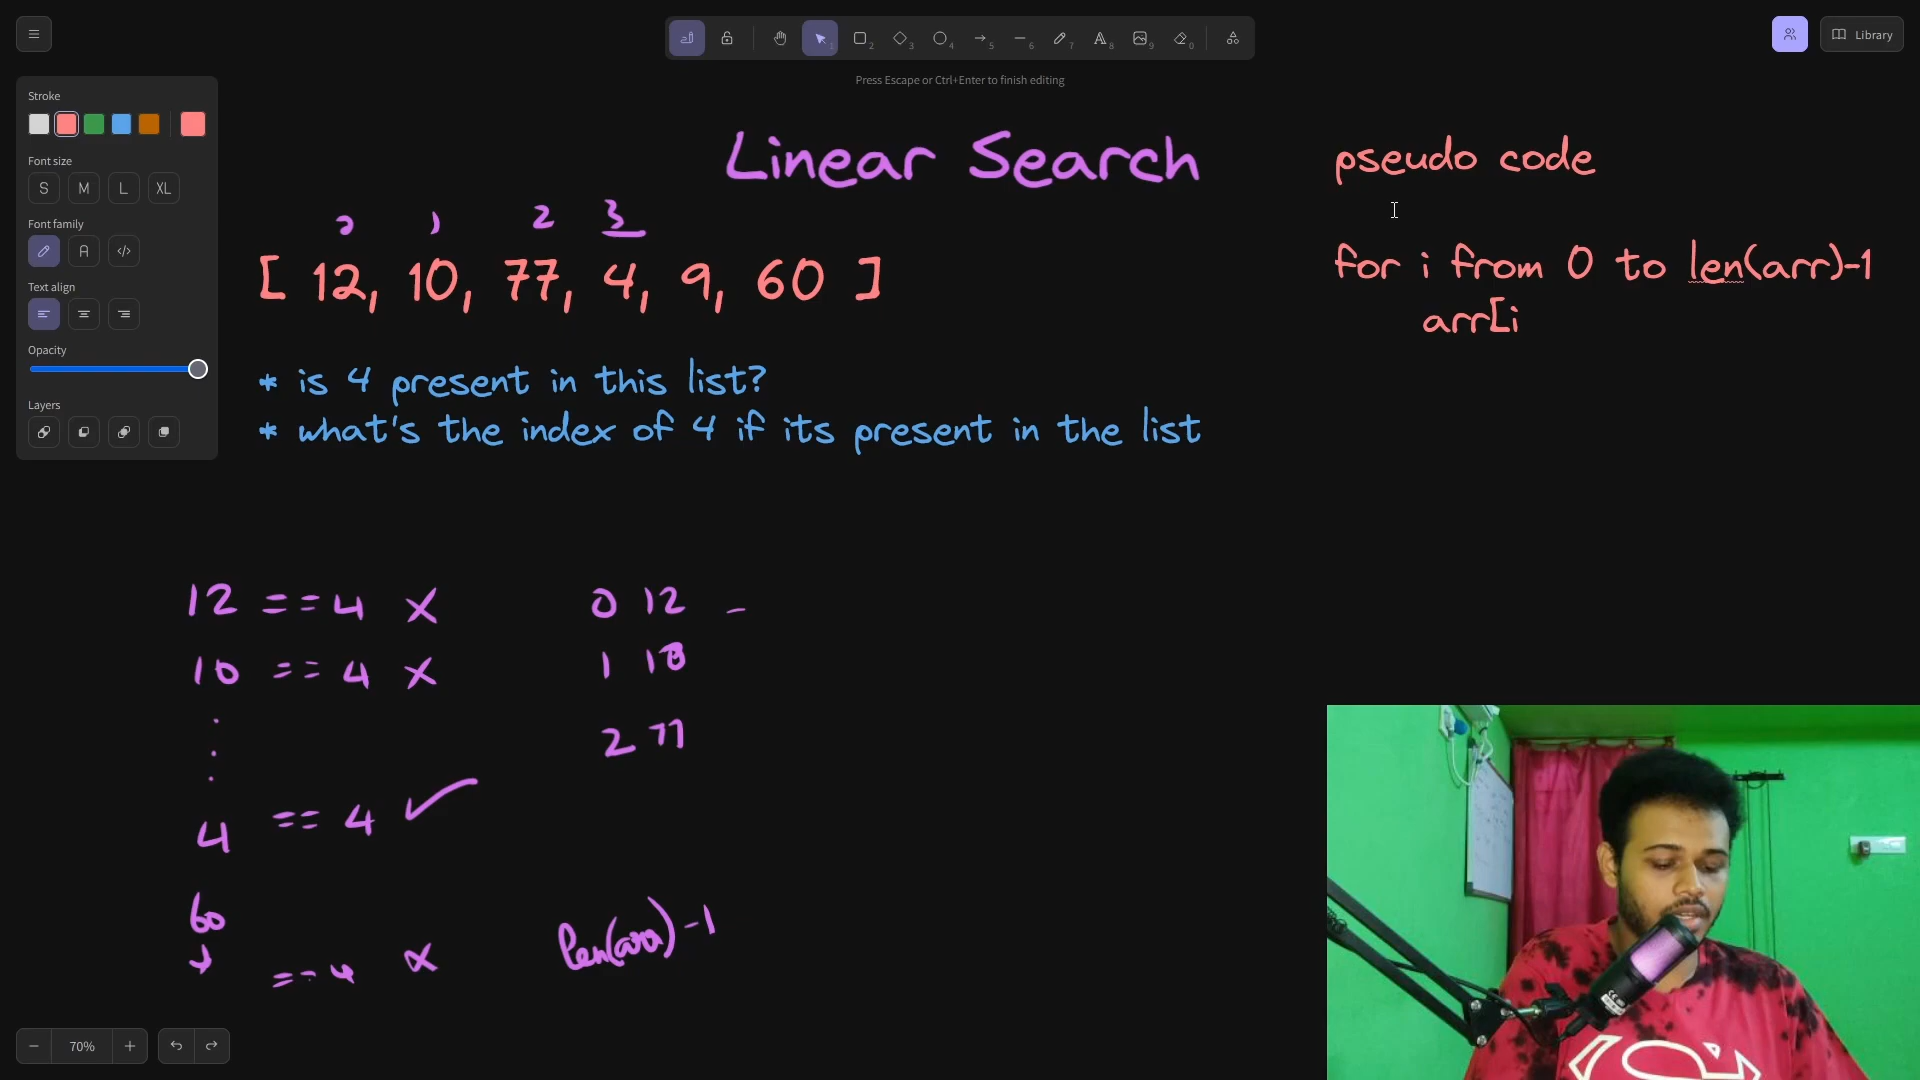 Library
Press Escape or Ctrl+Enter to finish editing
Stroke
Font size
S M L XL
Font family
A </>
Text align
Opacity
Layers
Linear Search
0 1 2 3
[ 12, 10, 77, 4, 9, 60 ]
* is 4 present in this list?
* what's the index of 4 if its present in the list
pseudo code
for i from 0 to len(arr)-1
arr[i
12 == 4 X
10 == 4 X
4 == 4 ✓
60
== 4 X
0 12 -
1 10
2 77
len(arr)-1
70%